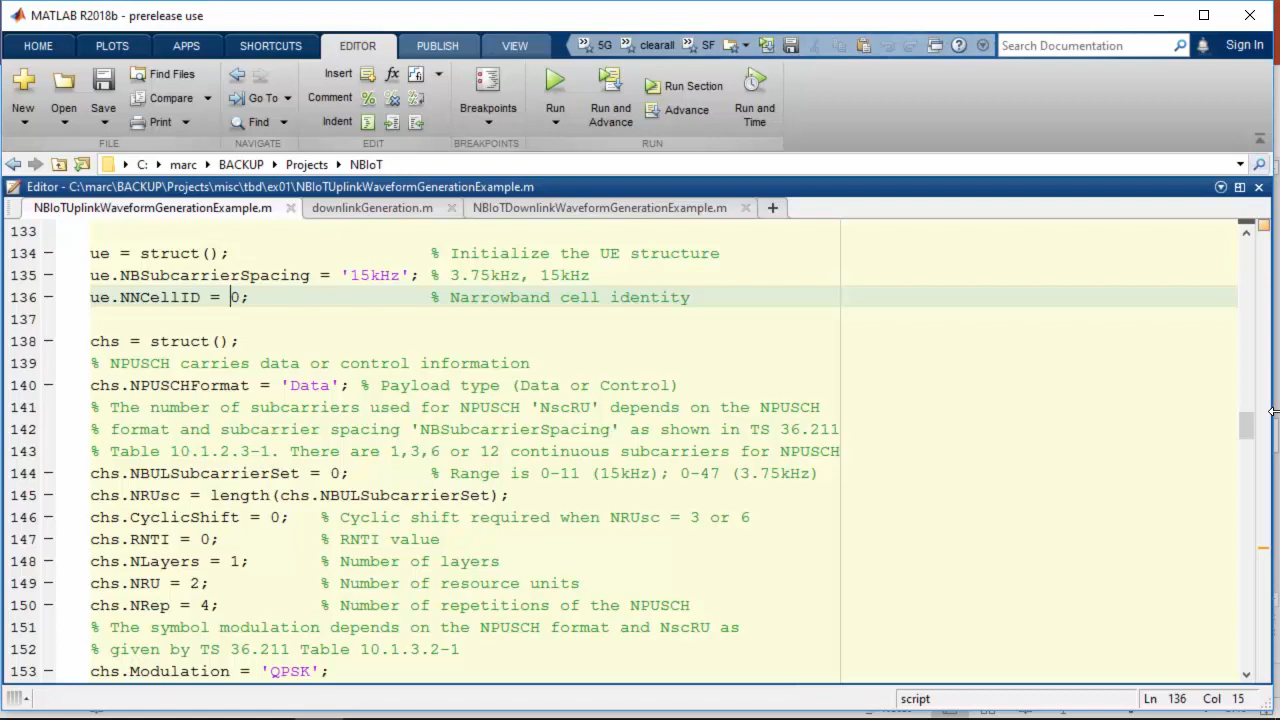 MATLAB R2018b - prerelease use
HOME PLOTS APPS SHORTCUTS EDITOR PUBLISH VIEW 5G clearall SF Search Documentation Sign In
New Open Save Find Files Compare Print Go To Find Insert Comment Indent Breakpoints Run Run and Advance Run Section Advance Run and Time
FILE NAVIGATE EDIT BREAKPOINTS RUN
C: marc BACKUP Projects NBIoT
Editor - C:\marc\BACKUP\Projects\misc\tbd\ex01\NBIoTUplinkWaveformGenerationExample.m
NBIoTUplinkWaveformGenerationExample.m downlinkGeneration.m NBIoTDownlinkWaveformGenerationExample.m
133
134 ue = struct(); % Initialize the UE structure
135 ue.NBSubcarrierSpacing = '15kHz'; % 3.75kHz, 15kHz
136 ue.NNCellID = 0; % Narrowband cell identity
137
138 chs = struct();
139 % NPUSCH carries data or control information
140 chs.NPUSCHFormat = 'Data'; % Payload type (Data or Control)
141 % The number of subcarriers used for NPUSCH 'NscRU' depends on the NPUSCH
142 % format and subcarrier spacing 'NBSubcarrierSpacing' as shown in TS 36.211
143 % Table 10.1.2.3-1. There are 1,3,6 or 12 continuous subcarriers for NPUSCH
144 chs.NBULSubcarrierSet = 0; % Range is 0-11 (15kHz); 0-47 (3.75kHz)
145 chs.NRUsc = length(chs.NBULSubcarrierSet);
146 chs.CyclicShift = 0; % Cyclic shift required when NRUsc = 3 or 6
147 chs.RNTI = 0; % RNTI value
148 chs.NLayers = 1; % Number of layers
149 chs.NRU = 2; % Number of resource units
150 chs.NRep = 4; % Number of repetitions of the NPUSCH
151 % The symbol modulation depends on the NPUSCH format and NscRU as
152 % given by TS 36.211 Table 10.1.3.2-1
153 chs.Modulation = 'QPSK';
script Ln 136 Col 15